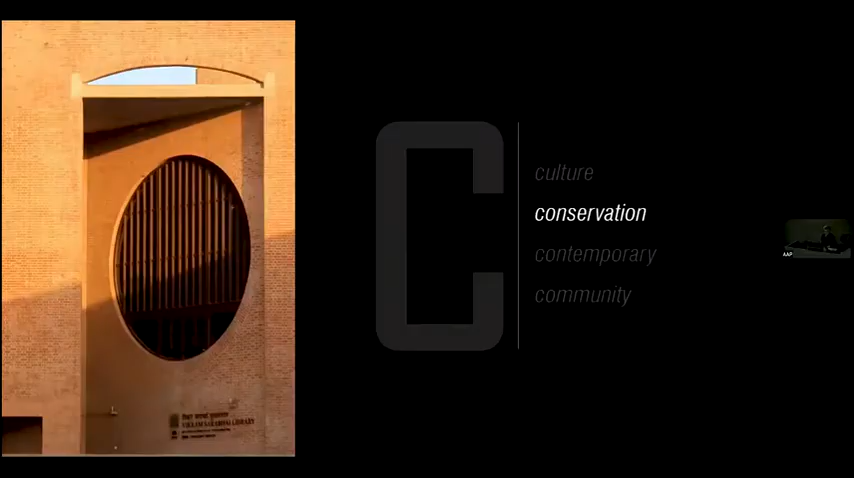 culture
conservation
contemporary
community
VIKRAM SARABHAI LIBRARY
AAP